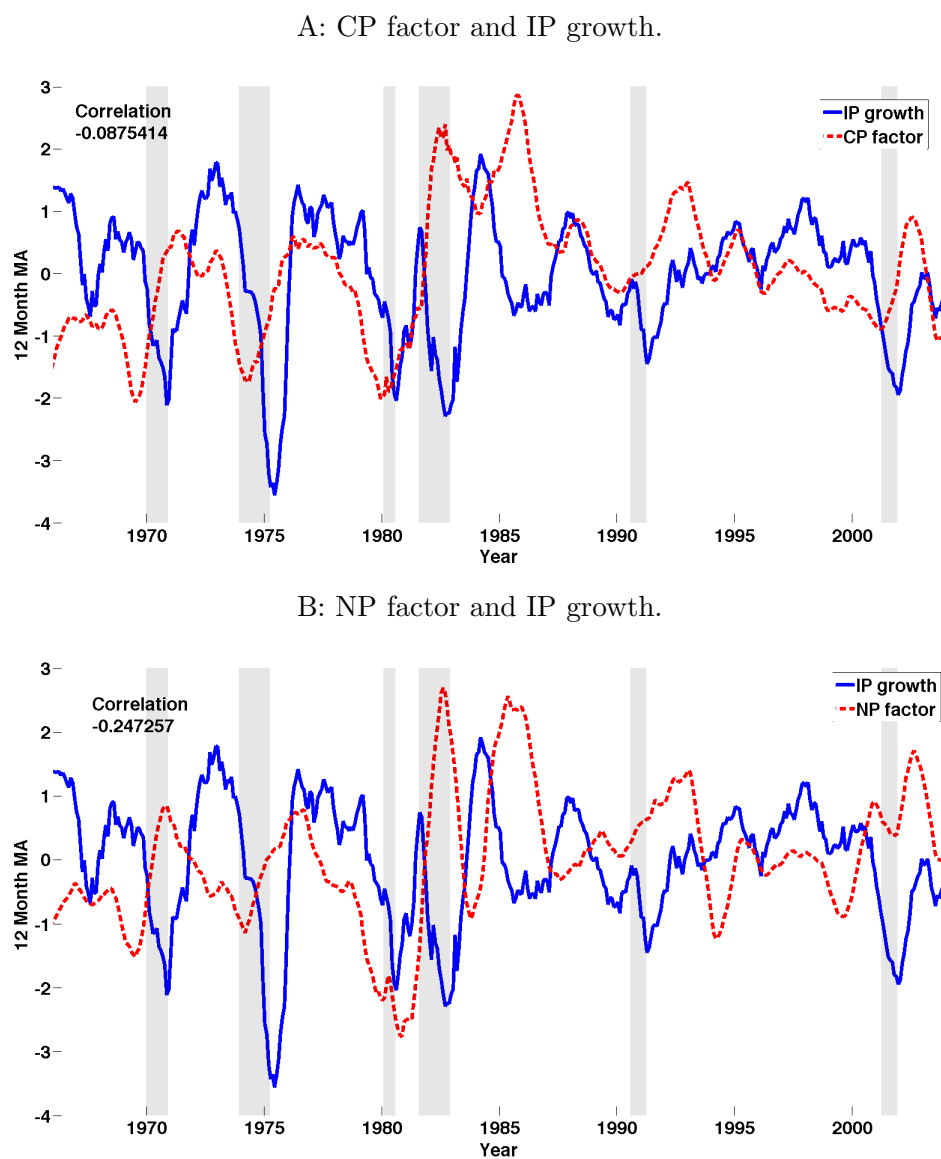 A: CP factor and IP growth.
3
Correlation
-0.0875414
IP growth
CP factor
2
1
0
-1
-2
-3
-4
12 Month MA
1970 1975 1980 1985 1990 1995 2000
Year
B: NP factor and IP growth.
3
Correlation
-0.247257
IP growth
NP factor
2
1
0
-1
-2
-3
-4
12 Month MA
1970 1975 1980 1985 1990 1995 2000
Year